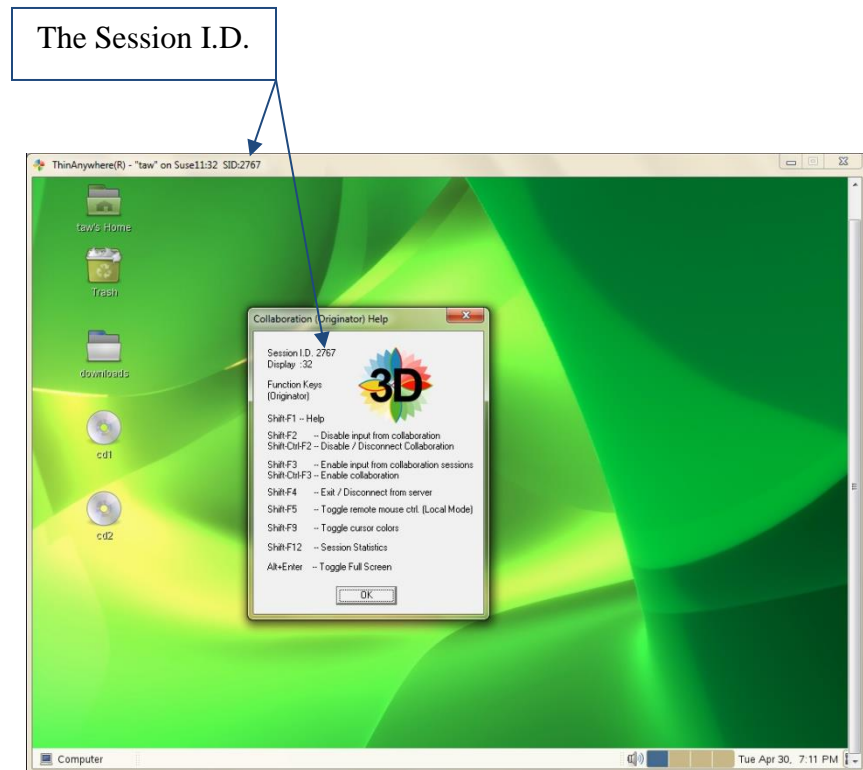 The Session I.D.
ThinAnywhere(R) - "taw" on Suse11:32 SID:2767
taw's Home
Trash
downloads
cd1
cd2
Collaboration (Originator) Help
Session I.D. 2767
Display :32
3D
Function Keys
(Originator)
Shift-F1 -- Help
Shift-F2 -- Disable input from collaboration
Shift-Ctrl-F2 -- Disable / Disconnect Collaboration
Shift-F3 -- Enable input from collaboration sessions
Shift-Ctrl-F3 -- Enable collaboration
Shift-F4 -- Exit / Disconnect from server
Shift-F5 -- Toggle remote mouse ctrl. (Local Mode)
Shift-F9 -- Toggle cursor colors
Shift-F12 -- Session Statistics
Alt+Enter -- Toggle Full Screen
OK
Computer
Tue Apr 30, 7:11 PM